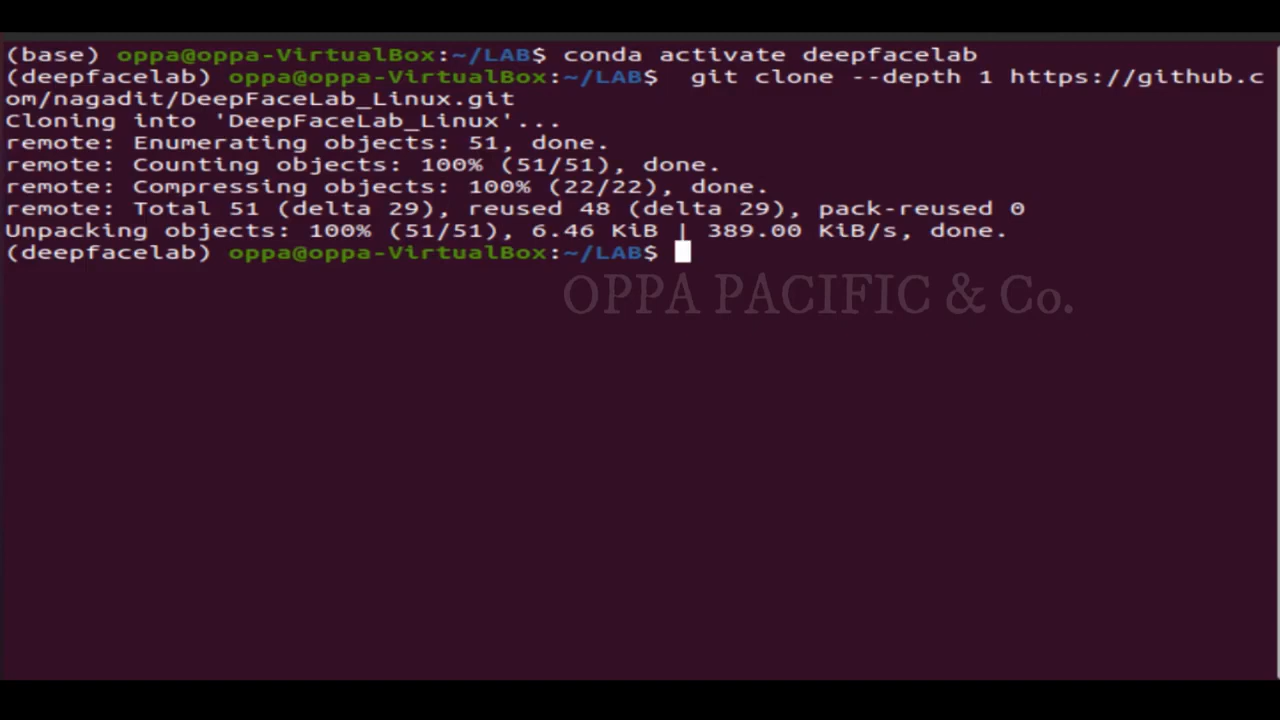 (base) oppa@oppa-VirtualBox:~/LAB$ conda activate deepfacelab
(deepfacelab) oppa@oppa-VirtualBox:~/LAB$  git clone --depth 1 https://github.c
om/nagadit/DeepFaceLab_Linux.git
Cloning into 'DeepFaceLab_Linux'...
remote: Enumerating objects: 51, done.
remote: Counting objects: 100% (51/51), done.
remote: Compressing objects: 100% (22/22), done.
remote: Total 51 (delta 29), reused 48 (delta 29), pack-reused 0
Unpacking objects: 100% (51/51), 6.46 KiB | 389.00 KiB/s, done.
(deepfacelab) oppa@oppa-VirtualBox:~/LAB$
OPPA PACIFIC & Co.